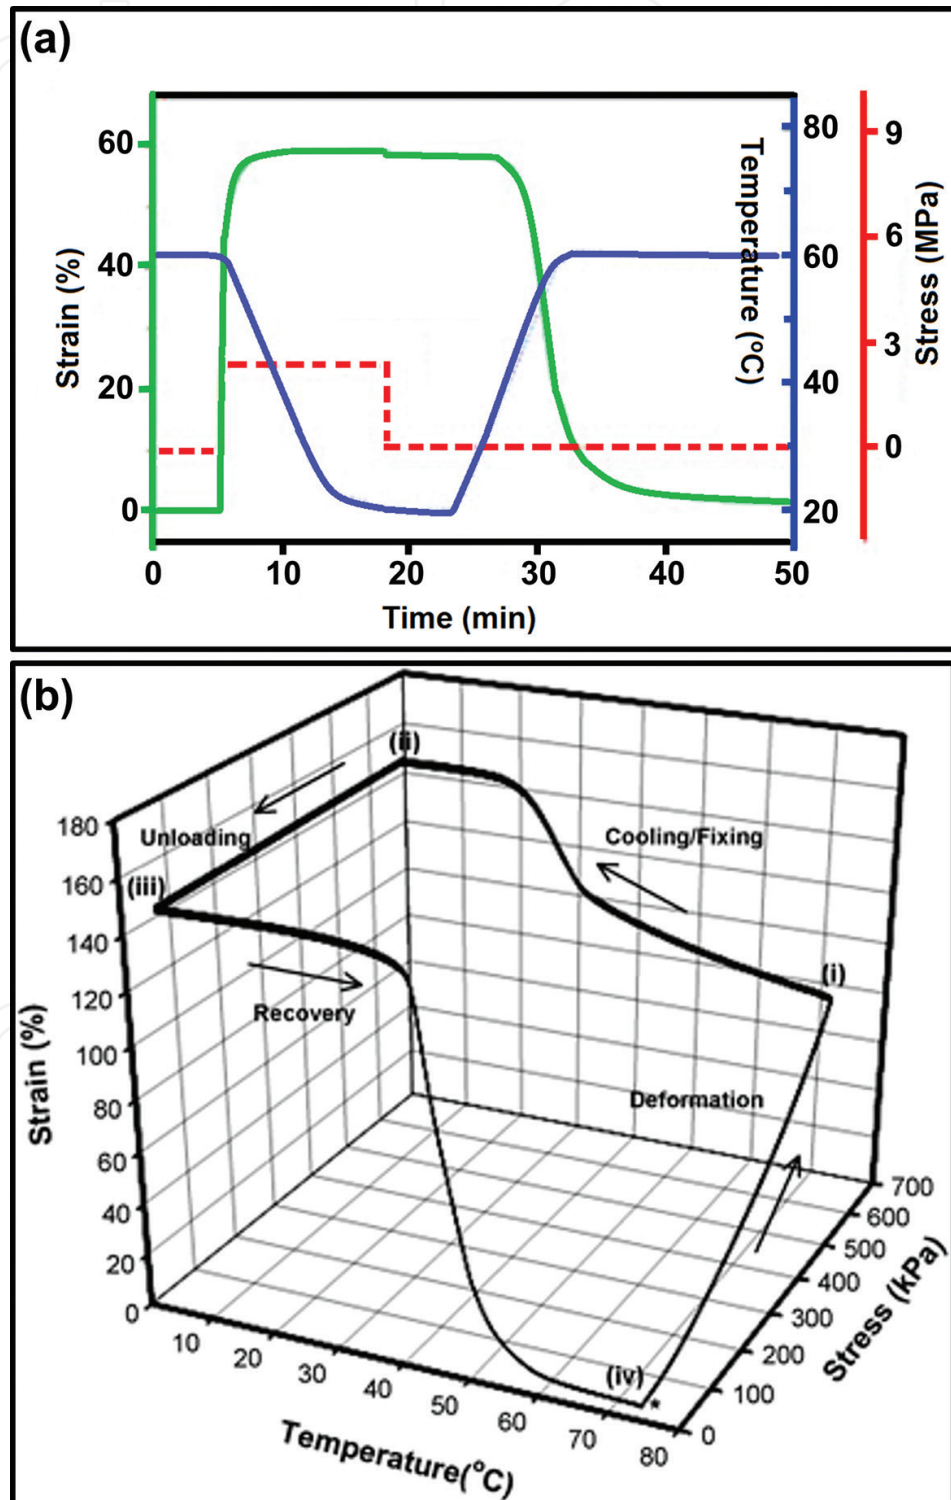 (a)
60
40
20
0
Strain (%)
80
60
40
20
Temperature (ºC)
9
6
3
0
Stress (MPa)
0 10 20 30 40 50
Time (min)
(b)
(ii)
180
Unloading
Cooling/Fixing
160
(iii)
140
(i)
120
Recovery
100
Deformation
80
60
40
20
0
Strain (%)
(iv)
*
700
600
500
400
300
200
100
0
Stress (kPa)
10 20 30 40 50 60 70 80
Temperature(°C)